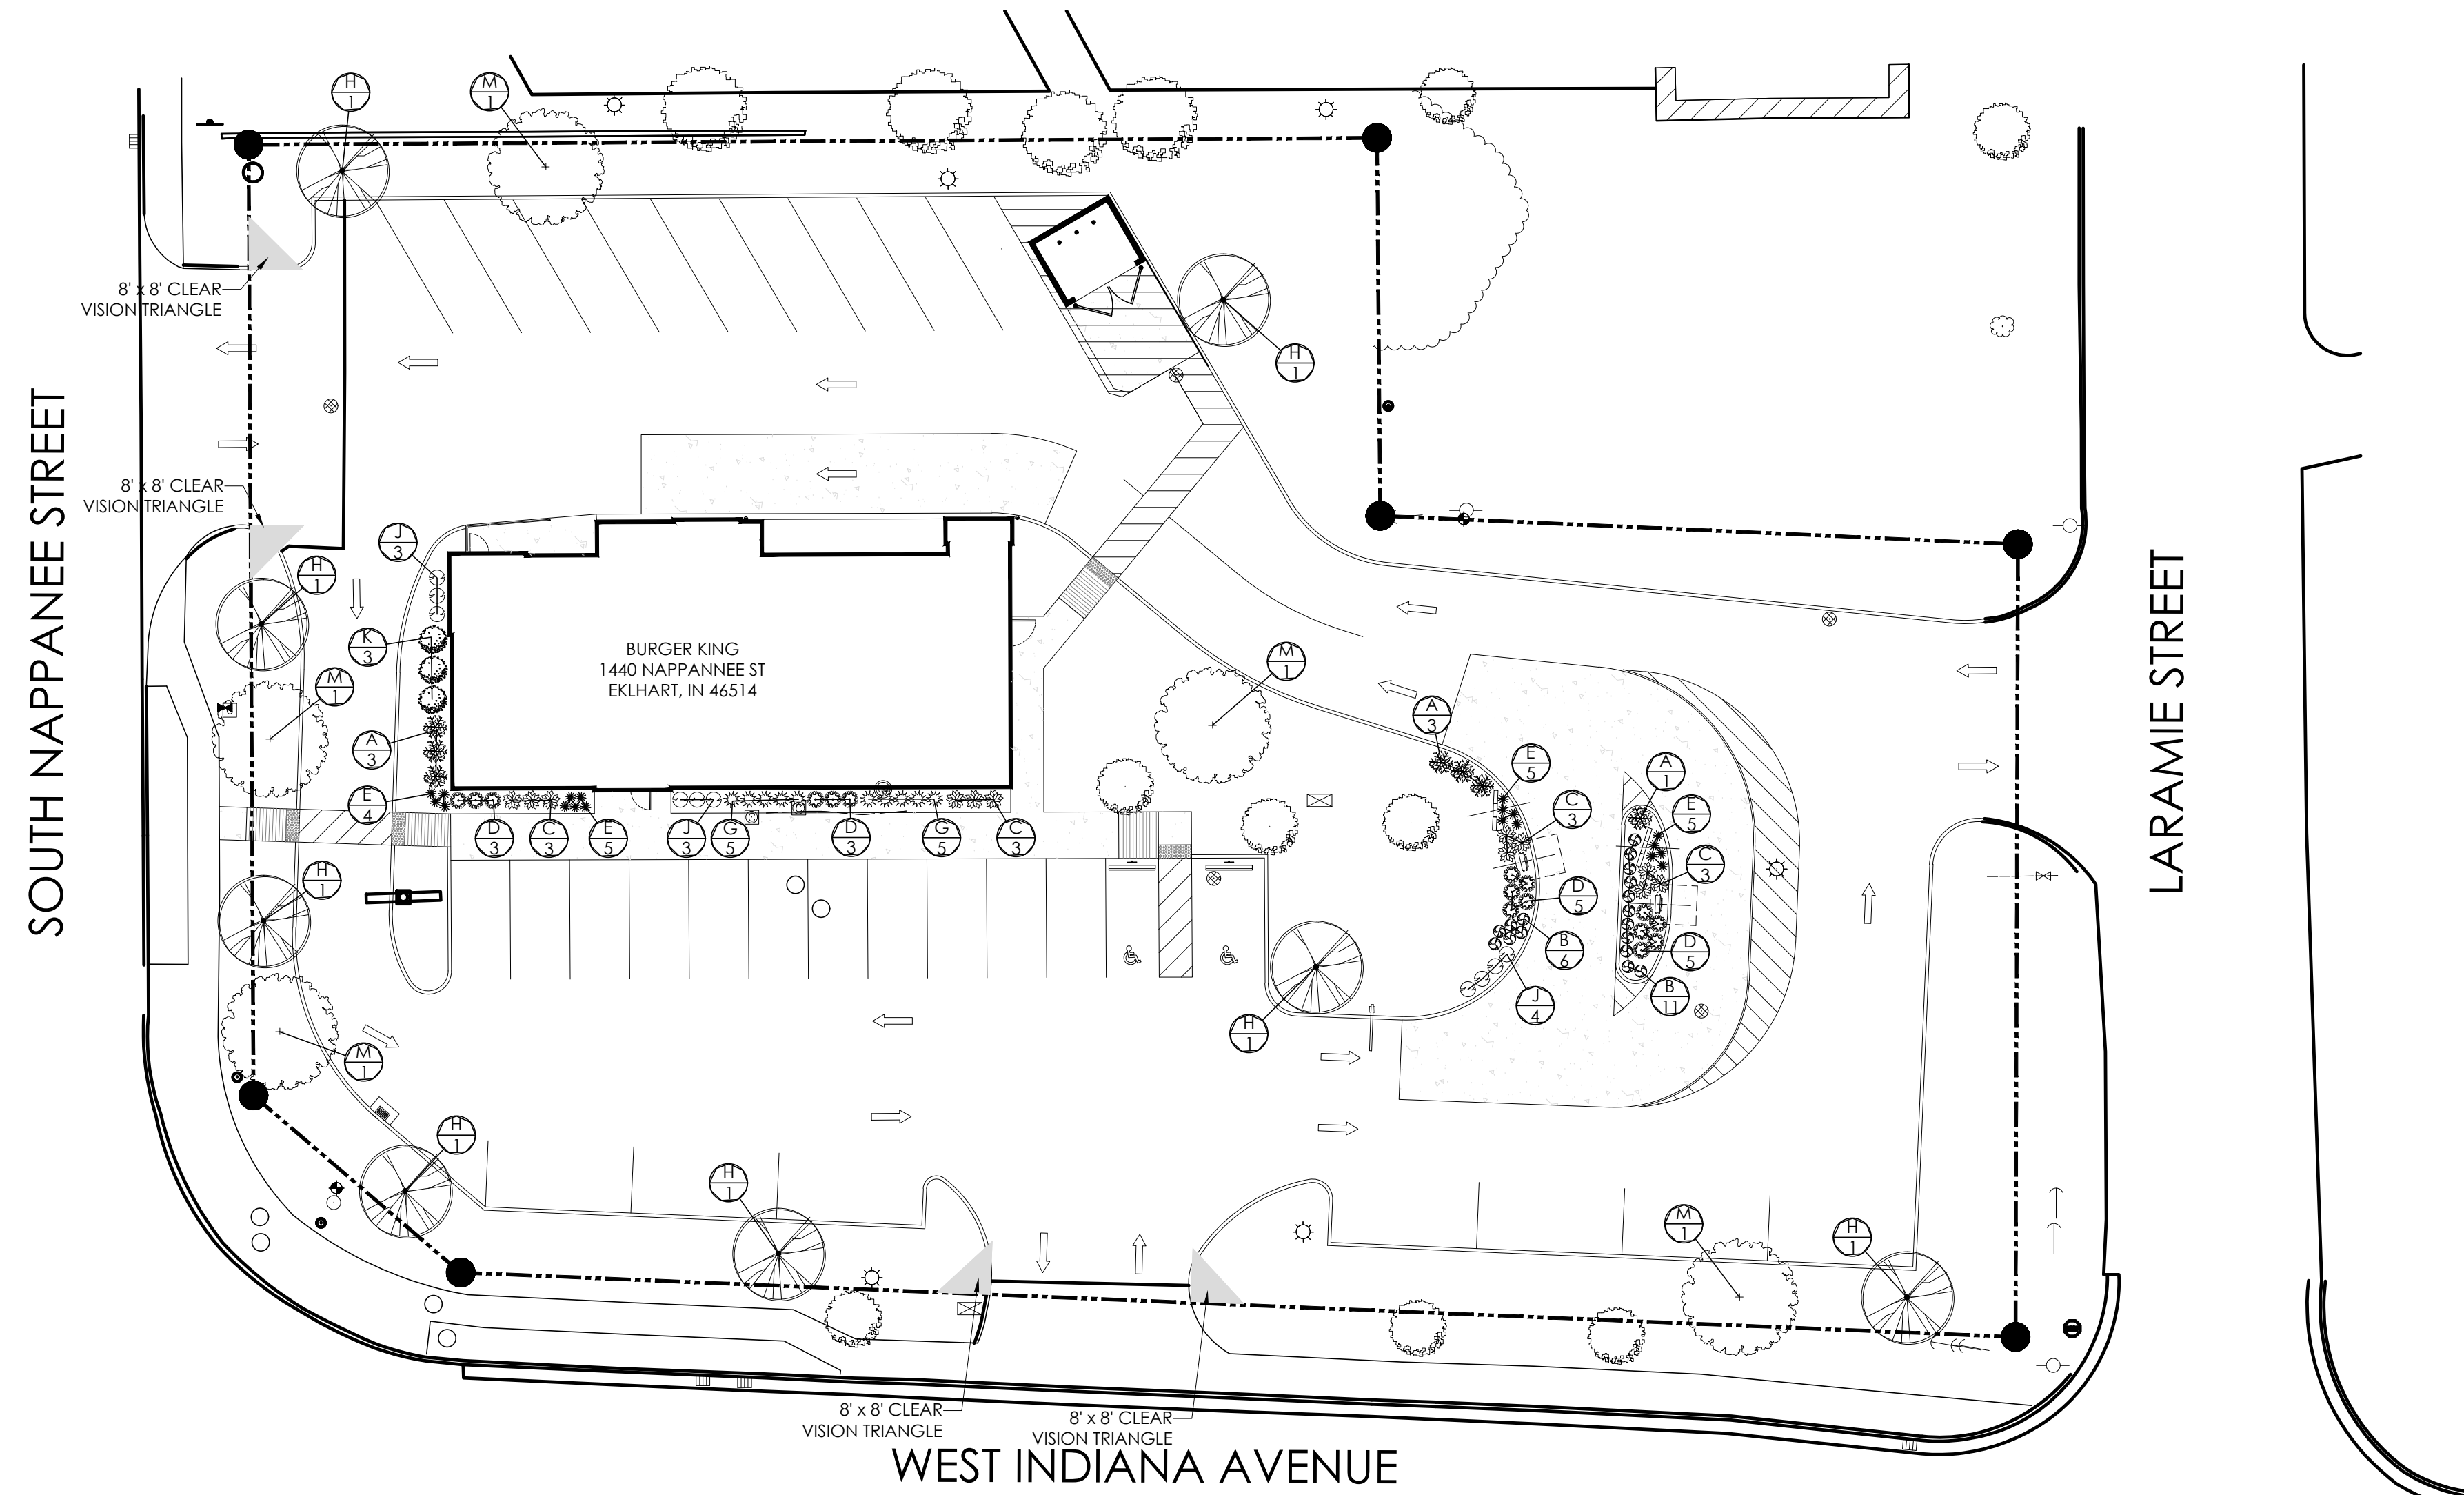 H
1
M
1
8' x 8' CLEAR
VISION TRIANGLE
H
1
SOUTH NAPPANEE STREET
8' x 8' CLEAR
VISION TRIANGLE
J
3
H
1
K
3
M
1
BURGER KING
1440 NAPPANNEE ST
EKLHART, IN 46514
M
1
LARAMIE STREET
A
3
A
3
E
5
A
1
E
4
C
3
E
5
D
3
C
3
E
5
J
3
G
5
D
3
G
5
C
3
C
3
H
1
D
5
B
6
D
5
B
11
J
4
H
1
M
1
H
1
H
1
M
1
H
1
8' x 8' CLEAR
VISION TRIANGLE
8' x 8' CLEAR
VISION TRIANGLE
WEST INDIANA AVENUE